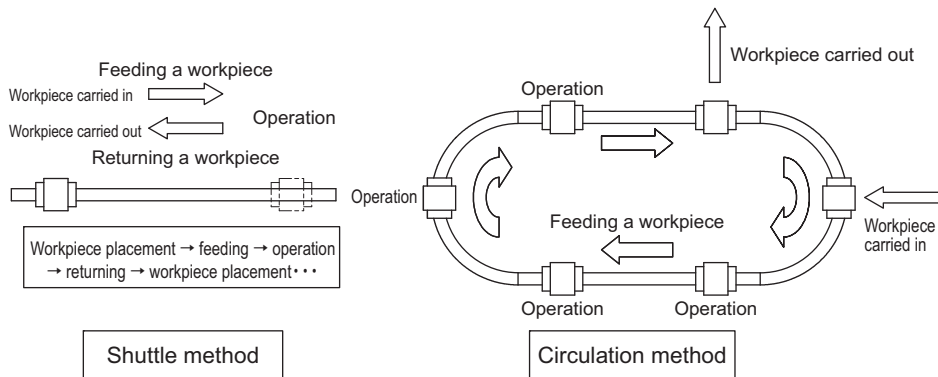 Feeding a workpiece
Workpiece carried in
Workpiece carried out
Operation
Returning a workpiece
Workpiece placement → feeding → operation
→ returning → workpiece placement･･･
Shuttle method
Workpiece carried out
Operation
Operation
Feeding a workpiece
Workpiece
carried in
Operation
Operation
Circulation method